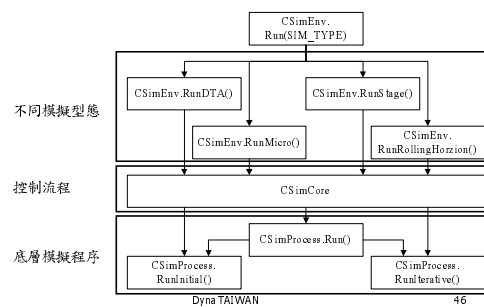 CSimEnv.
Run(SIM_TYPE)
不同模擬型態
CSimEnv.RunDTA()
CSimEnv.RunStage()
CSimEnv.RunMicro()
CSimEnv.
RunRollingHorzion()
控制流程
CSimCore
底層模擬程序
CSimProcess.Run()
CSimProcess.
RunInitial()
CSimProcess.
RunIterative()
Dyna TAIWAN
46